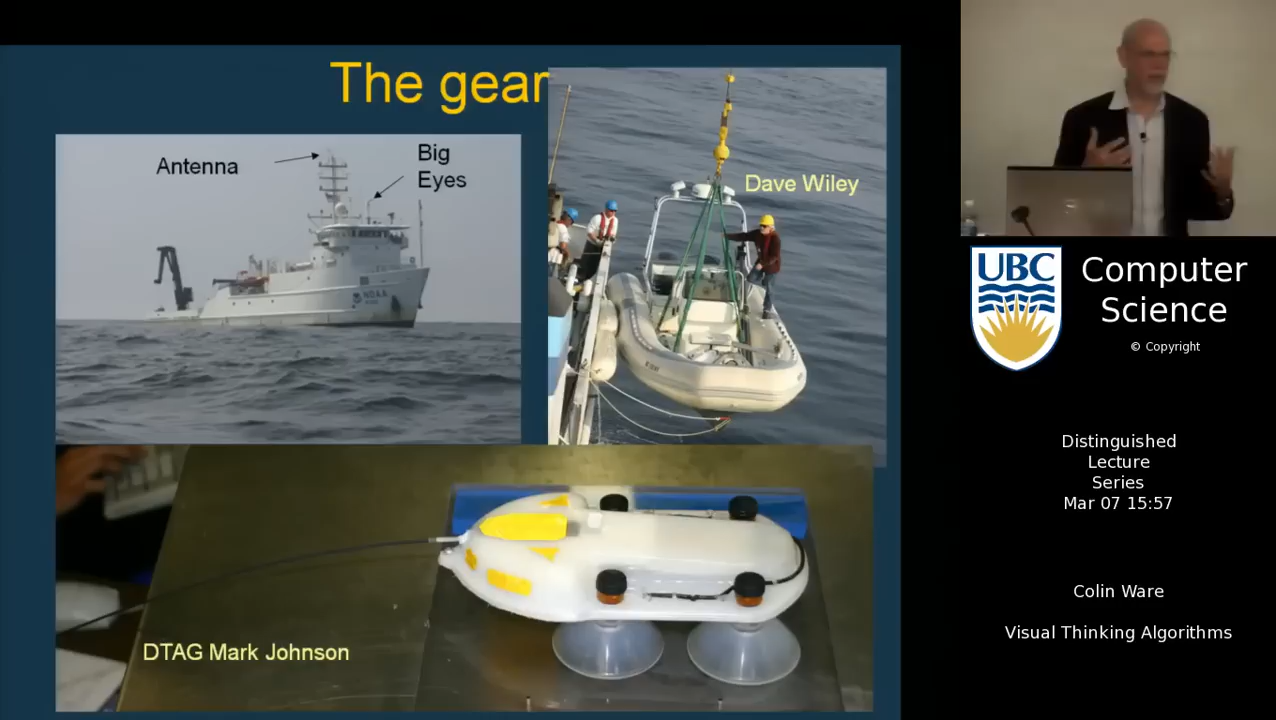 The gear
Antenna
Big
Eyes
Dave Wiley
NOAA
DTAG Mark Johnson
UBC
Computer
Science
© Copyright
Distinguished
Lecture
Series
Mar 07 15:57
Colin Ware
Visual Thinking Algorithms